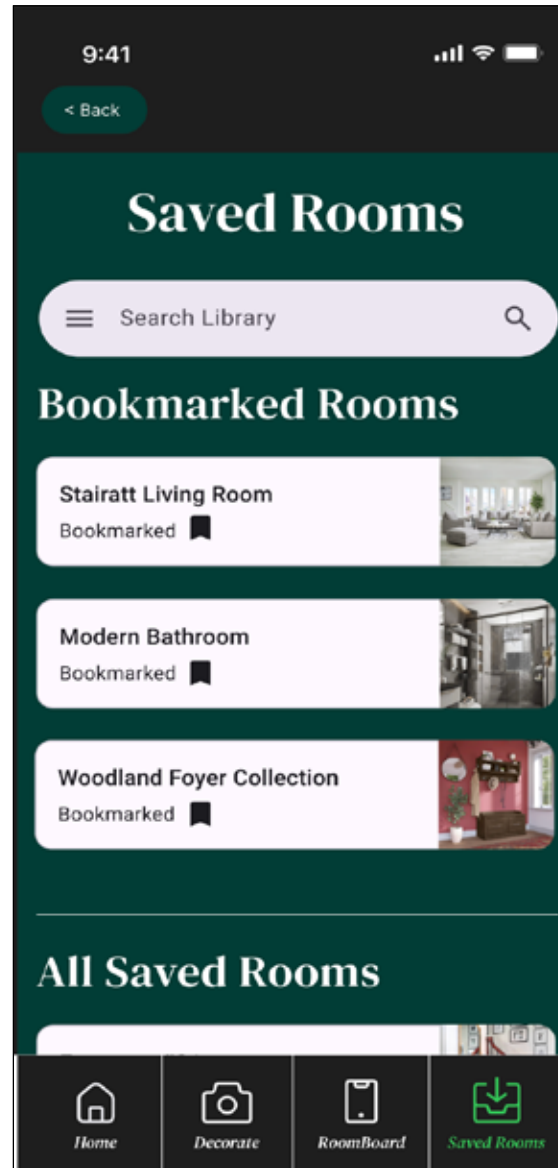 9:41
< Back
Saved Rooms
Search Library
Bookmarked Rooms
Stairatt Living Room
Bookmarked
Modern Bathroom
Bookmarked
Woodland Foyer Collection
Bookmarked
All Saved Rooms
Home
Decorate
RoomBoard
Saved Rooms